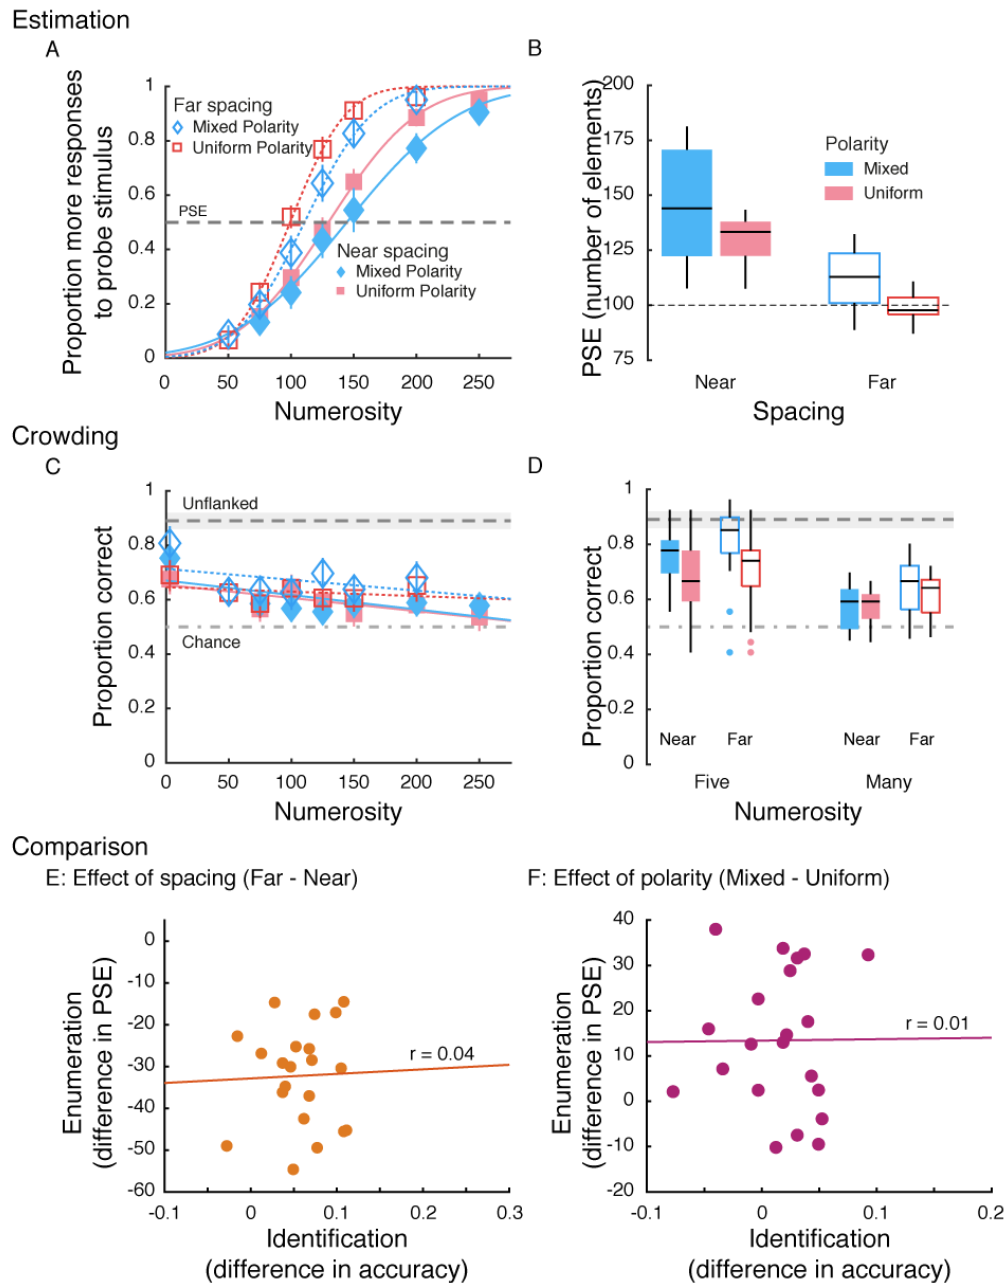 Estimation
A
Proportion more responses
to probe stimulus
1
0.8
0.6
0.4
0.2
0
Far spacing
Mixed Polarity
Uniform Polarity
PSE
Near spacing
Mixed Polarity
Uniform Polarity
0 50 100 150 200 250
Numerosity
B
PSE (number of elements)
200
175
150
125
100
75
Polarity
Mixed
Uniform
Near Far
Spacing
Crowding
C
Proportion correct
1
0.8
0.6
0.4
0.2
0
Unflanked
Chance
0 50 100 150 200 250
Numerosity
D
Proportion correct
1
0.8
0.6
0.4
0.2
0
Near Far Near Far
Five Many
Numerosity
Comparison
E: Effect of spacing (Far - Near)
Enumeration
(difference in PSE)
0
-10
-20
-30
-40
-50
-60
r = 0.04
-0.1 0 0.1 0.2 0.3
Identification
(difference in accuracy)
F: Effect of polarity (Mixed - Uniform)
Enumeration
(difference in PSE)
40
30
20
10
0
-10
-20
r = 0.01
-0.1 0 0.1 0.2
Identification
(difference in accuracy)